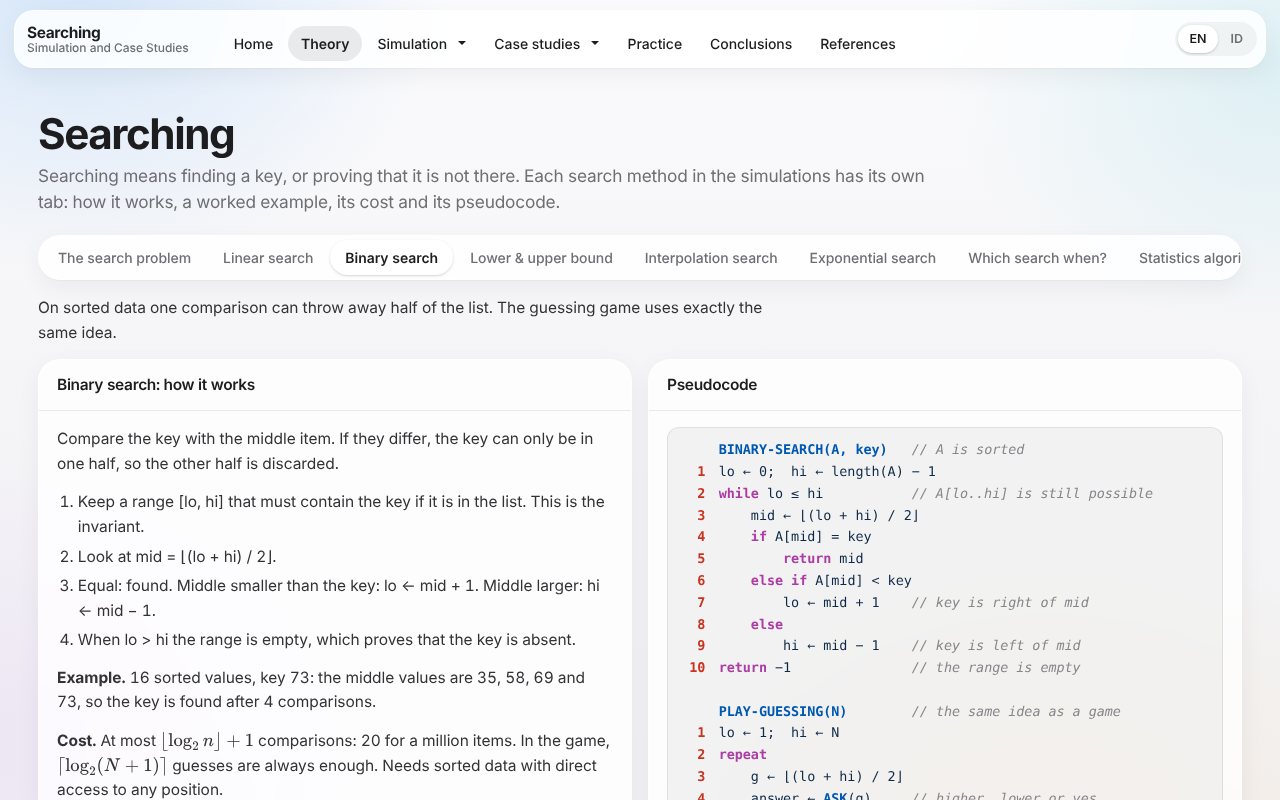 Searching
Simulation and Case Studies
Home
Theory
Simulation
Case studies
Practice
Conclusions
References
EN
ID
Searching
Searching means finding a key, or proving that it is not there. Each search method in the simulations has its own
tab: how it works, a worked example, its cost and its pseudocode.
The search problem
Linear search
Binary search
Lower & upper bound
Interpolation search
Exponential search
Which search when?
Statistics algori
On sorted data one comparison can throw away half of the list. The guessing game uses exactly the
same idea.
Binary search: how it works
Compare the key with the middle item. If they differ, the key can only be in
one half, so the other half is discarded.
1. Keep a range [lo, hi] that must contain the key if it is in the list. This is the
invariant.
2. Look at mid = ⌊(lo + hi) / 2⌋.
3. Equal: found. Middle smaller than the key: lo ← mid + 1. Middle larger: hi
← mid − 1.
4. When lo > hi the range is empty, which proves that the key is absent.
Example. 16 sorted values, key 73: the middle values are 35, 58, 69 and
73, so the key is found after 4 comparisons.
Cost. At most ⌊log₂ n⌋ + 1 comparisons: 20 for a million items. In the game,
⌈log₂(N + 1)⌉ guesses are always enough. Needs sorted data with direct
access to any position.
Pseudocode
BINARY-SEARCH(A, key) // A is sorted
1 lo ← 0; hi ← length(A) − 1
2 while lo ≤ hi // A[lo..hi] is still possible
3 mid ← ⌊(lo + hi) / 2⌋
4 if A[mid] = key
5 return mid
6 else if A[mid] < key
7 lo ← mid + 1 // key is right of mid
8 else
9 hi ← mid − 1 // key is left of mid
10 return −1 // the range is empty
PLAY-GUESSING(N) // the same idea as a game
1 lo ← 1; hi ← N
2 repeat
3 g ← ⌊(lo + hi) / 2⌋
4 answer ← ASK(g) // higher, lower or yes